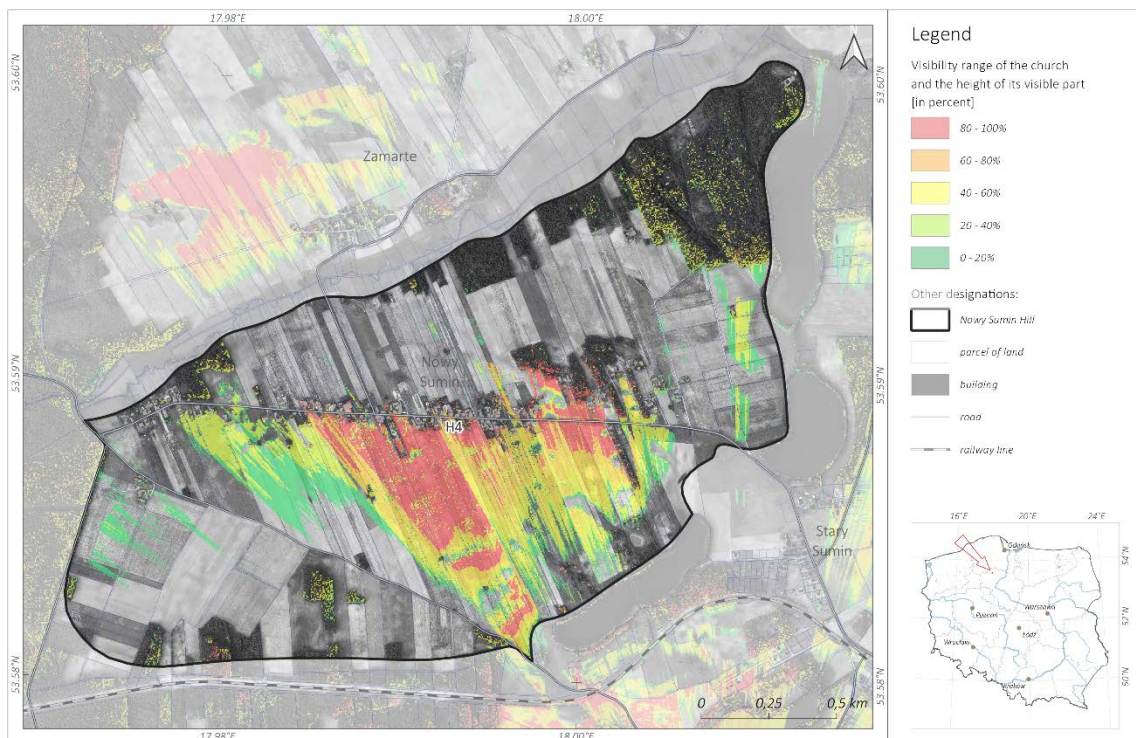 17.98°E
18.00°E
53.60°N
53.60°N
Zamarte
Nowy
Sumin
53.59°N
53.59°N
H4
Stary
Sumin
53.58°N
53.58°N
0 0,25 0,5 km
17.98°E
18.00°E
Legend
Visibility range of the church
and the height of its visible part
[in percent]
80 - 100%
60 - 80%
40 - 60%
20 - 40%
0 - 20%
Other designations:
Nowy Sumin Hill
parcel of land
building
road
railway line
16°E 20°E 24°E
Gdańsk
54°N
Warszawa
Poznań
52°N
Łódź
Wrocław
50°N
Kraków